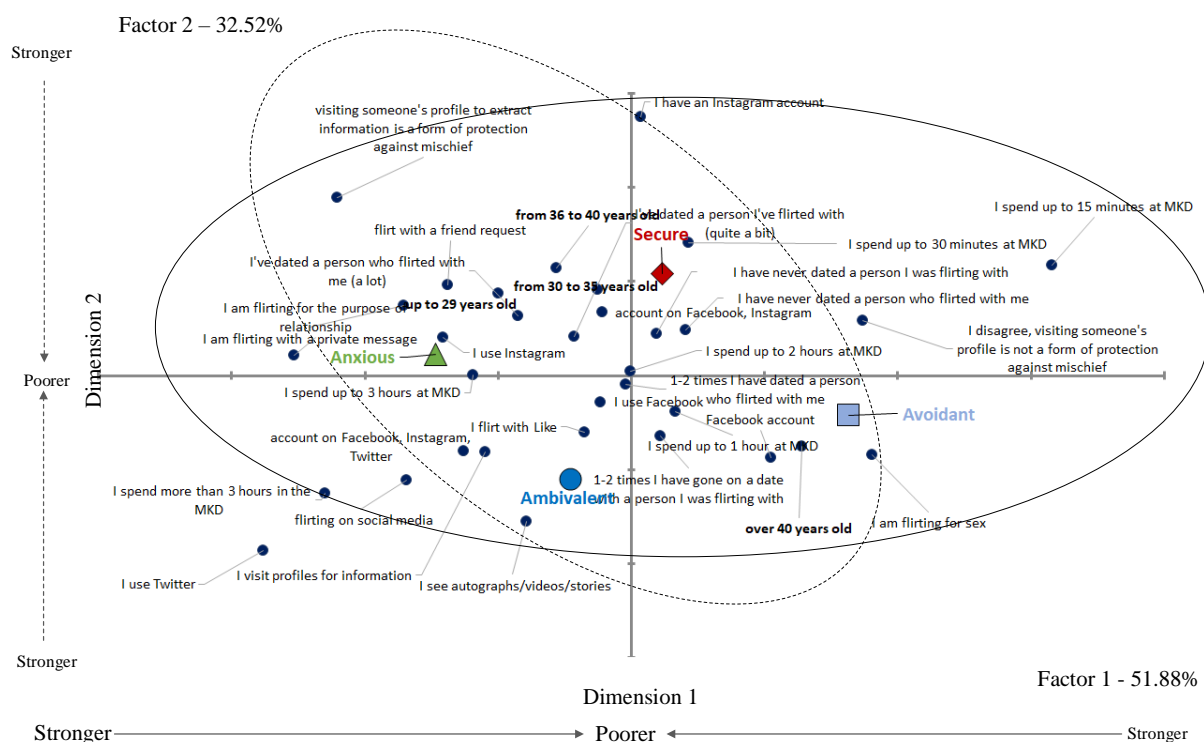 Factor 2 – 32.52%
Stronger
I have an Instagram account
visiting someone's profile to extract
information is a form of protection
against mischief
I spend up to 15 minutes at MKD
from 36 to 40 years old
I've dated a person I've flirted with
(quite a bit)
flirt with a friend request
Secure
I spend up to 30 minutes at MKD
I've dated a person who flirted with
me (a lot)
I have never dated a person I was flirting with
from 30 to 35 years old
I have never dated a person who flirted with me
up to 29 years old
I am flirting for the purpose of
relationship
account on Facebook, Instagram
I disagree, visiting someone's
profile is not a form of protection
against mischief
I am flirting with a private message
Anxious
I use Instagram
I spend up to 2 hours at MKD
Poorer
Dimension 2
I spend up to 3 hours at MKD
1-2 times I have dated a person
who flirted with me
I use Facebook
Avoidant
Facebook account
I flirt with Like
account on Facebook, Instagram,
Twitter
I spend up to 1 hour at MKD
1-2 times I have gone on a date
with a person I was flirting with
Ambivalent
I spend more than 3 hours in the
MKD
flirting on social media
over 40 years old
I am flirting for sex
I use Twitter
I visit profiles for information
I see autographs/videos/stories
Stronger
Factor 1 - 51.88%
Dimension 1
Stronger
Poorer
Stronger